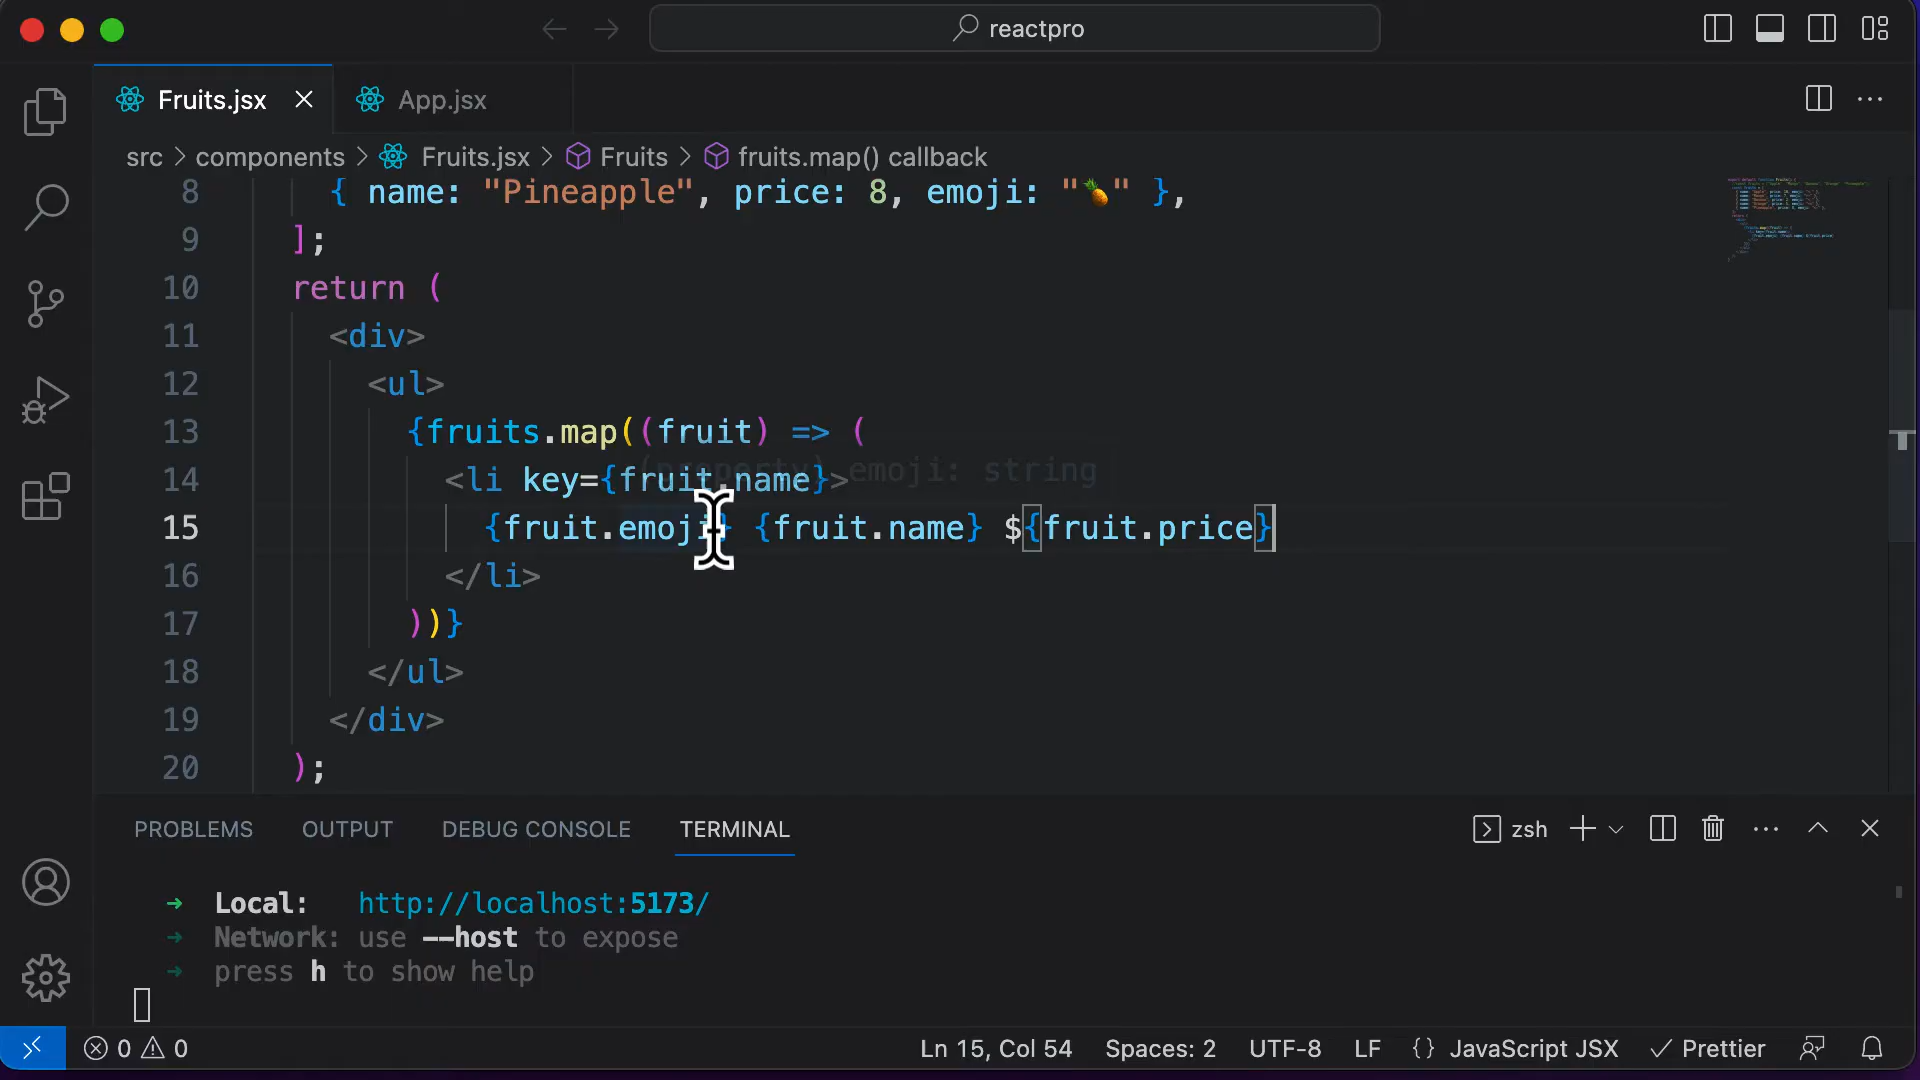 reactpro
Fruits.jsx
App.jsx
src > components > Fruits.jsx > Fruits > fruits.map() callback
8 { name: "Pineapple", price: 8, emoji: "🍍" },
9 ];
10 return (
11 <div>
12 <ul>
13 {fruits.map((fruit) => (
(property) emoji: string
14 <li key={fruit.name}>
15 {fruit.emoji} {fruit.name} ${fruit.price}
16 </li>
17 ))}
18 </ul>
19 </div>
20 );
PROBLEMS OUTPUT DEBUG CONSOLE TERMINAL zsh
➜ Local: http://localhost:5173/
➜ Network: use --host to expose
➜ press h to show help
0 0 Ln 15, Col 54 Spaces: 2 UTF-8 LF {} JavaScript JSX ✓ Prettier